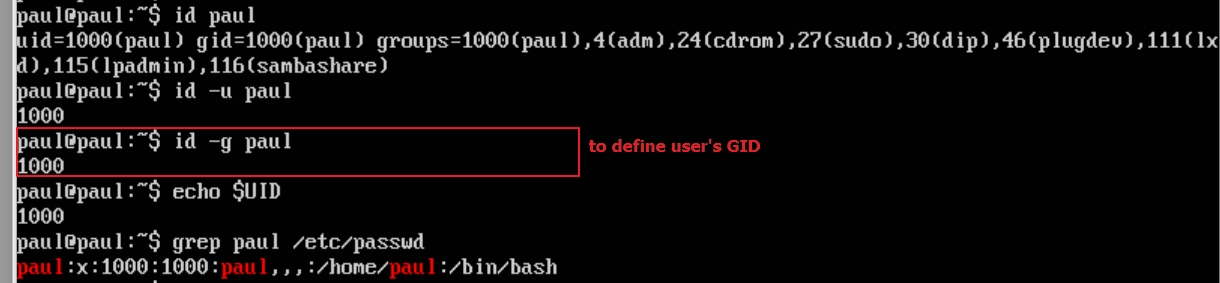 paul@paul:~$ id paul
uid=1000(paul) gid=1000(paul) groups=1000(paul),4(adm),24(cdrom),27(sudo),30(dip),46(plugdev),111(lx
d),115(lpadmin),116(sambashare)
paul@paul:~$ id -u paul
1000
paul@paul:~$ id -g paul
to define user's GID
1000
paul@paul:~$ echo $UID
1000
paul@paul:~$ grep paul /etc/passwd
paul:x:1000:1000:paul,,,:/home/paul:/bin/bash